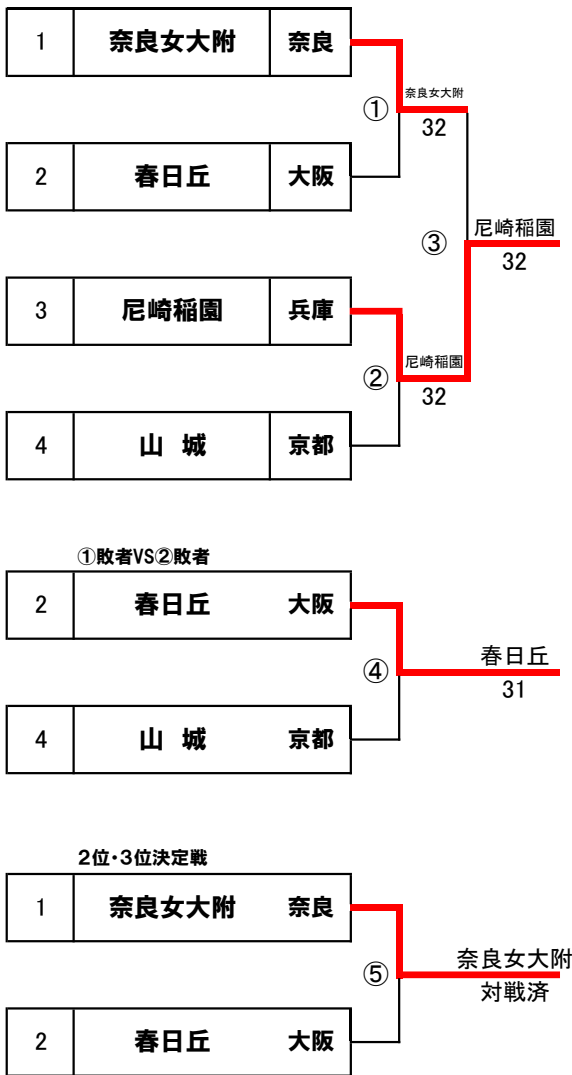 1 奈良女大附 奈良
奈良女大附
①
32
2 春日丘 大阪
尼崎稲園
③
32
3 尼崎稲園 兵庫
尼崎稲園
②
32
4 山 城 京都
①敗者VS②敗者
2 春日丘 大阪
春日丘
④
31
4 山 城 京都
2位・3位決定戦
1 奈良女大附 奈良
奈良女大附
⑤
対戦済
2 春日丘 大阪